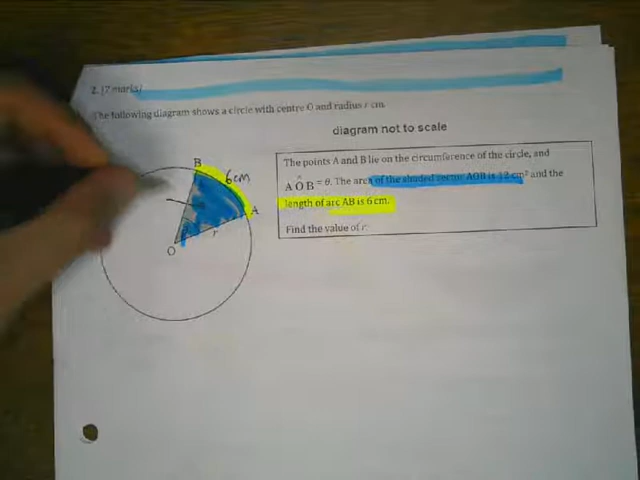 2. [7 marks]
The following diagram shows a circle with centre O and radius r cm.
diagram not to scale
The points A and B lie on the circumference of the circle, and
AÔB = θ. The area of the shaded sector AOB is 12 cm² and the
length of arc AB is 6 cm.
Find the value of r.
B
6cm
A
r
O